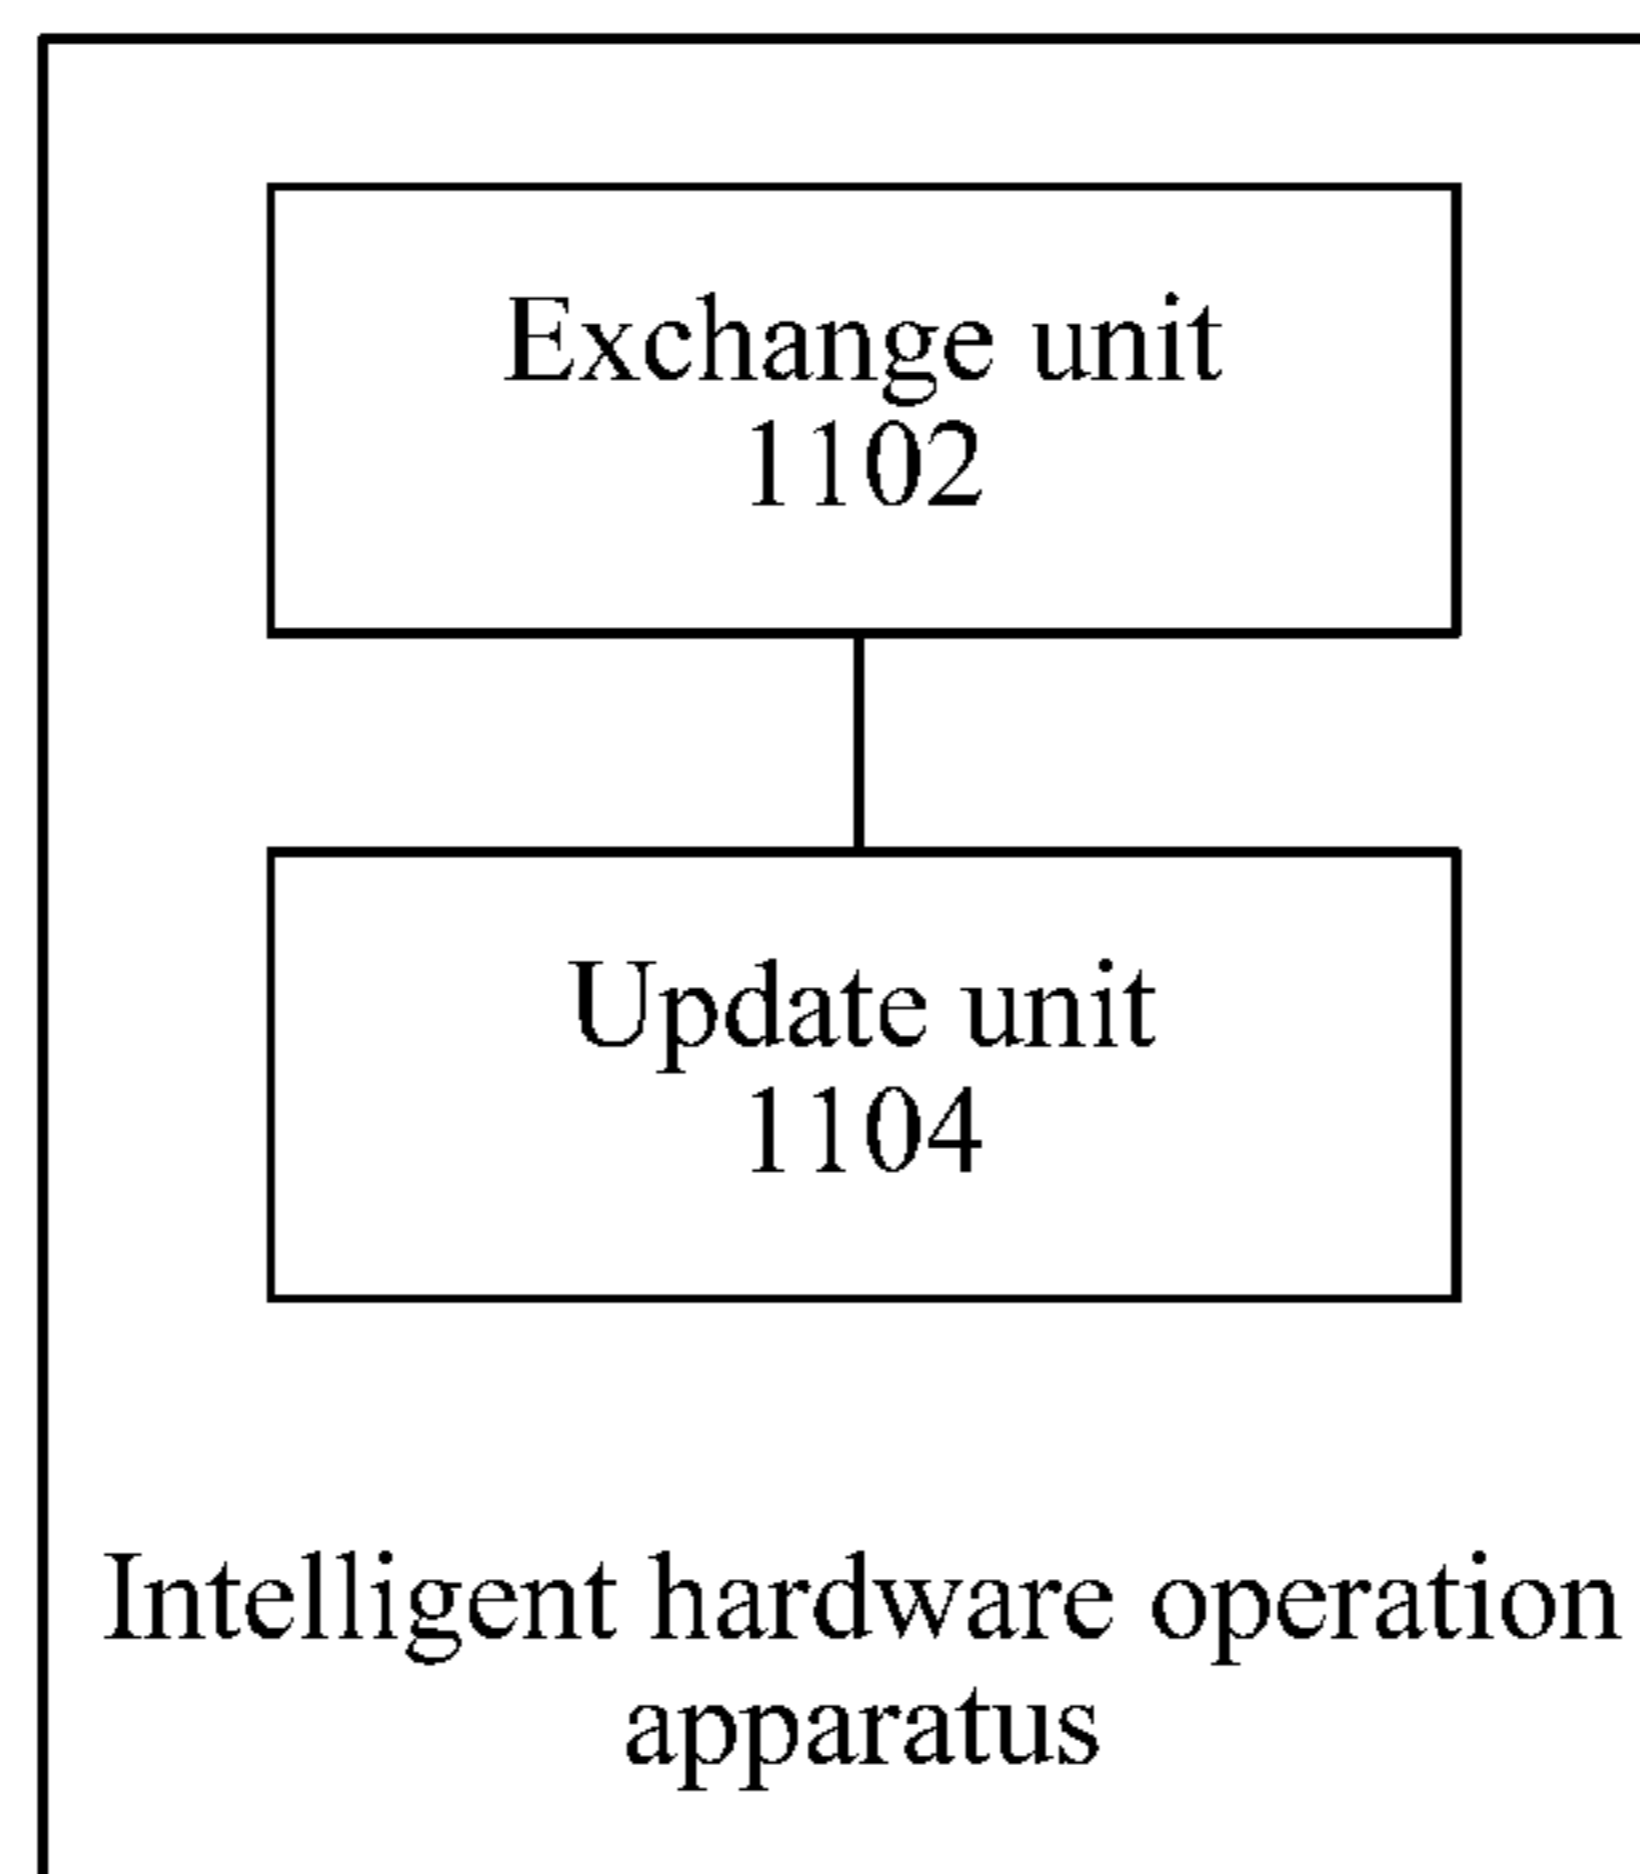 Exchange unit
1102
Update unit
1104
Intelligent hardware operation
apparatus